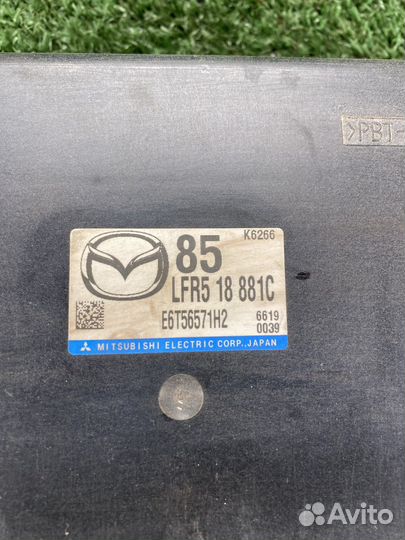 >PBT-
K6266
85
LFR5 18 881C
E6T56571H2
6619
0039
MITSUBISHI ELECTRIC CORP., JAPAN
Avito